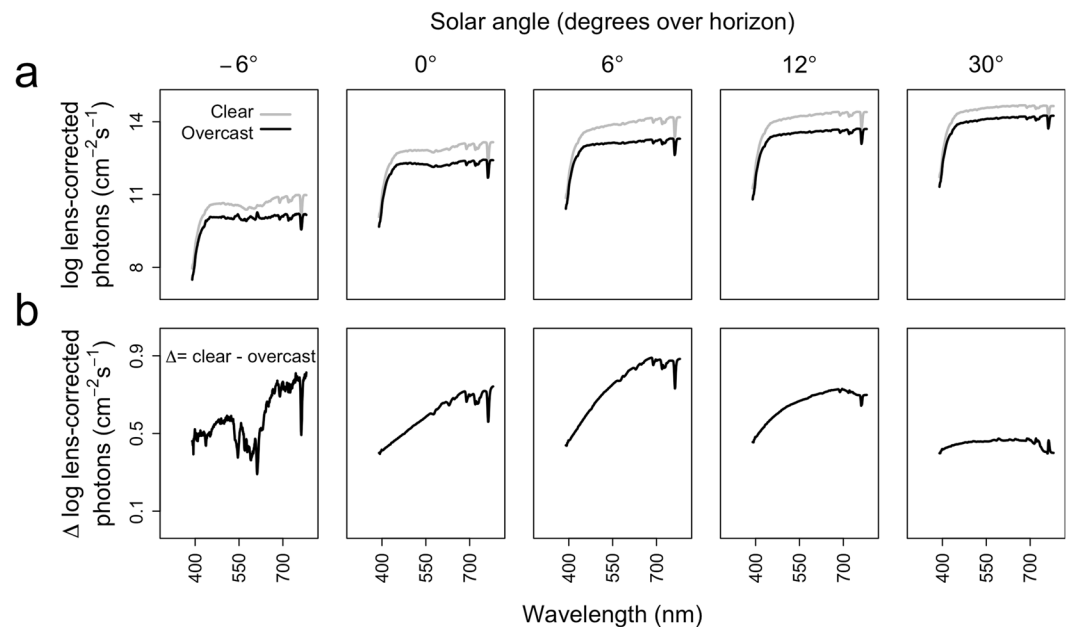 Solar angle (degrees over horizon)
a
−6° 0° 6° 12° 30°
log lens-corrected
photons (cm−2s−1)
14
11
8
Clear
Overcast
b
Δ log lens-corrected
photons (cm−2s−1)
0.9
0.5
0.1
Δ= clear - overcast
400 550 700 400 550 700 400 550 700 400 550 700 400 550 700
Wavelength (nm)